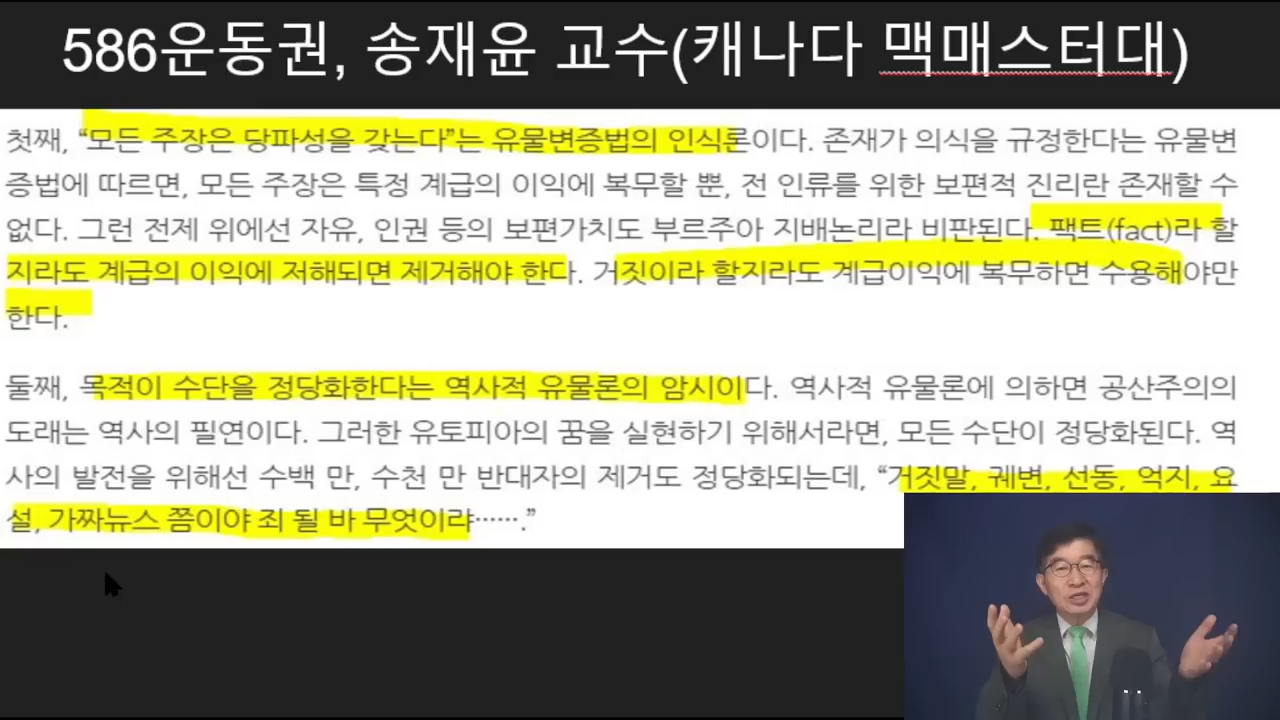 586운동권, 송재윤 교수(캐나다 맥매스터대)
첫째, “모든 주장은 당파성을 갖는다”는 유물변증법의 인식론이다. 존재가 의식을 규정한다는 유물변
증법에 따르면, 모든 주장은 특정 계급의 이익에 복무할 뿐, 전 인류를 위한 보편적 진리란 존재할 수
없다. 그런 전제 위에선 자유, 인권 등의 보편가치도 부르주아 지배논리라 비판된다. 팩트(fact)라 할
지라도 계급의 이익에 저해되면 제거해야 한다. 거짓이라 할지라도 계급이익에 복무하면 수용해야만
한다.
둘째, 목적이 수단을 정당화한다는 역사적 유물론의 암시이다. 역사적 유물론에 의하면 공산주의의
도래는 역사의 필연이다. 그러한 유토피아의 꿈을 실현하기 위해서라면, 모든 수단이 정당화된다. 역
사의 발전을 위해선 수백 만, 수천 만 반대자의 제거도 정당화되는데, “거짓말, 궤변, 선동, 억지, 요
설, 가짜뉴스 쯤이야 죄 될 바 무엇이랴…….”